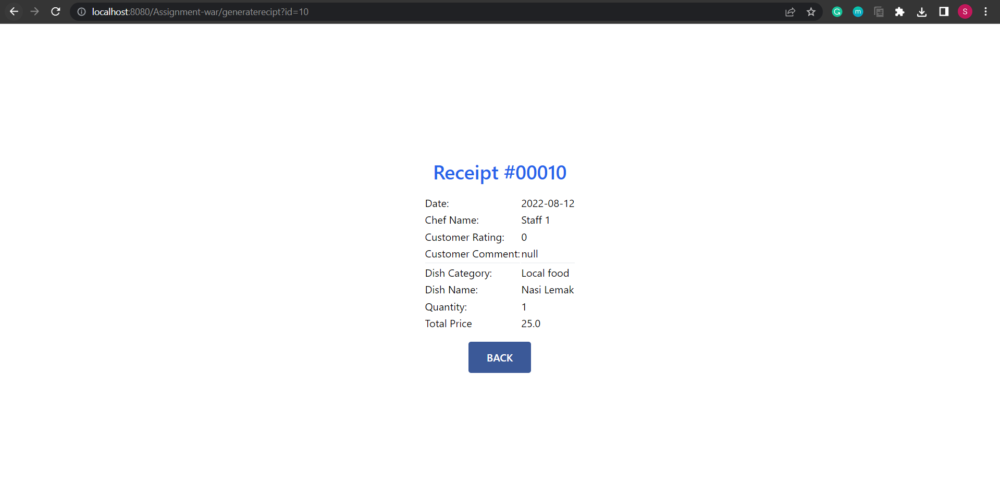 localhost:8080/Assignment-war/generaterecipt?id=10
G m S
Receipt #00010
Date: 2022-08-12
Chef Name: Staff 1
Customer Rating: 0
Customer Comment: null
Dish Category: Local food
Dish Name: Nasi Lemak
Quantity: 1
Total Price 25.0
BACK